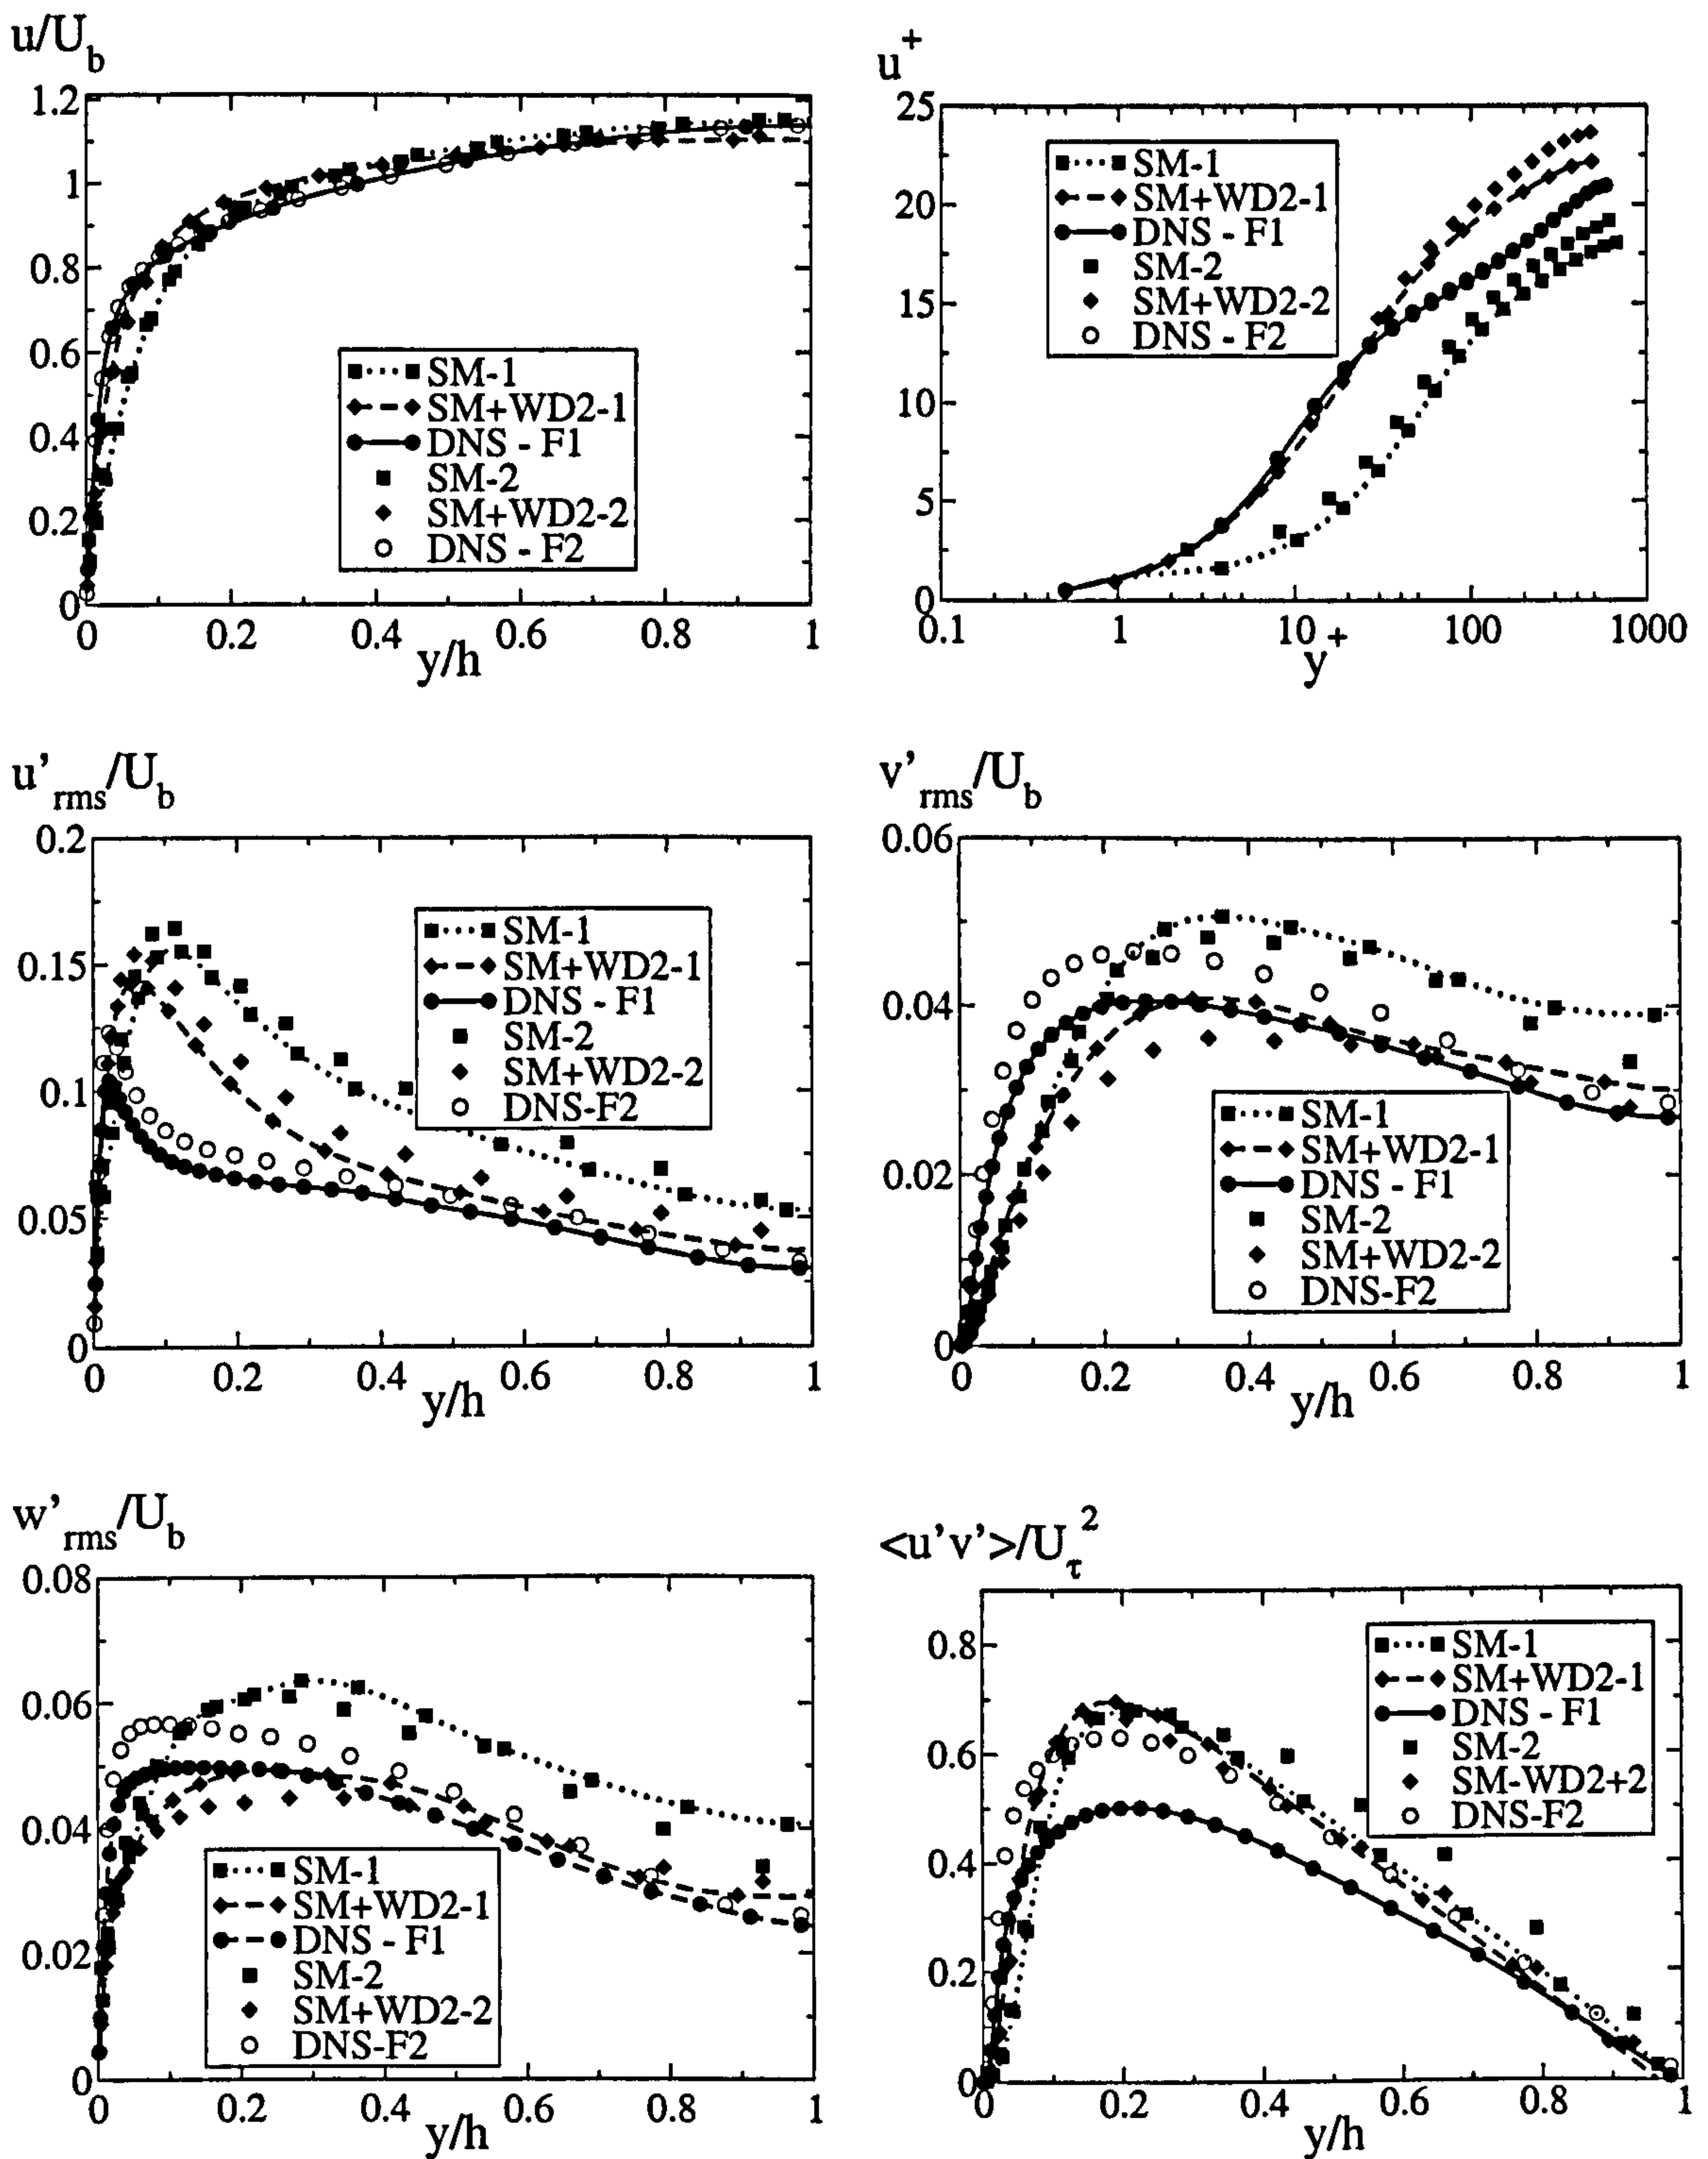 u/U_b
1.2
1
0.8
0.6
0.4
0.2
0
0 0.2 0.4 0.6 0.8 1
y/h
SM-1
SM+WD2-1
DNS - F1
SM-2
SM+WD2-2
DNS - F2
u^+
25
20
15
10
5
0
0.1 1 10 100 1000
y^+
SM-1
SM+WD2-1
DNS - F1
SM-2
SM+WD2-2
DNS - F2
u'_rms/U_b
0.2
0.15
0.1
0.05
0
0 0.2 0.4 0.6 0.8 1
y/h
SM-1
SM+WD2-1
DNS - F1
SM-2
SM+WD2-2
DNS-F2
v'_rms/U_b
0.06
0.04
0.02
0
0 0.2 0.4 0.6 0.8 1
y/h
SM-1
SM+WD2-1
DNS - F1
SM-2
SM+WD2-2
DNS-F2
w'_rms/U_b
0.08
0.06
0.04
0.02
0
0 0.2 0.4 0.6 0.8 1
y/h
SM-1
SM+WD2-1
DNS - F1
SM-2
SM+WD2-2
DNS-F2
<u'v'>/U_τ^2
0.8
0.6
0.4
0.2
0
0 0.2 0.4 0.6 0.8 1
y/h
SM-1
SM+WD2-1
DNS - F1
SM-2
SM-WD2+2
DNS-F2